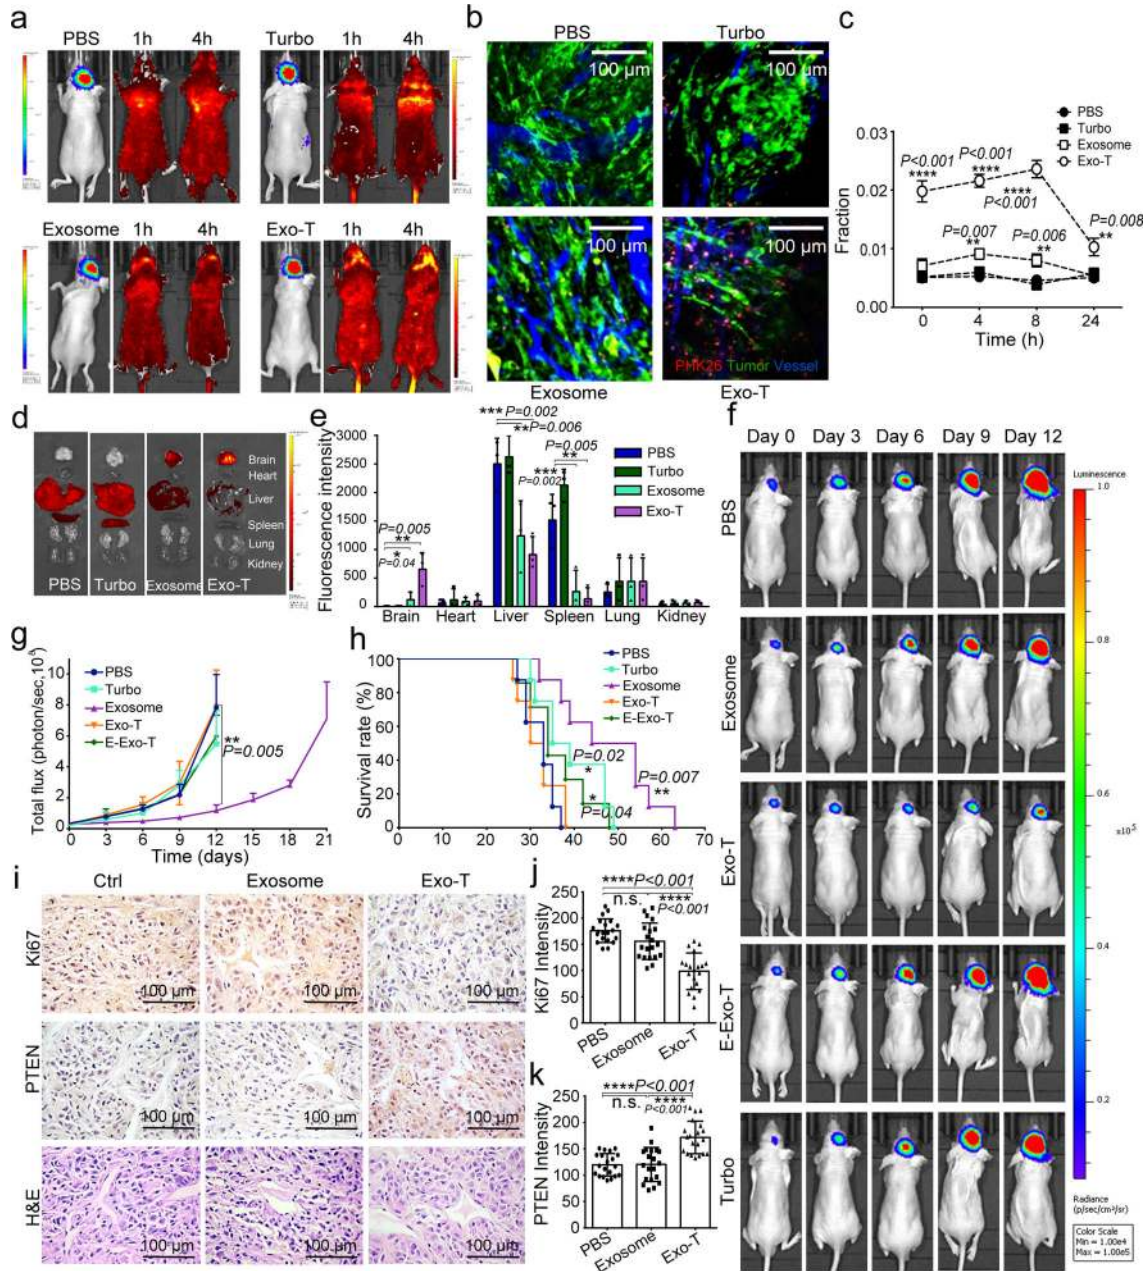 a
PBS 1h 4h Turbo 1h 4h
Exosome 1h 4h Exo-T 1h 4h
b
PBS Turbo
100 µm 100 µm
100 µm 100 µm
PHK26 Tumor Vessel
Exosome Exo-T
c
PBS
Turbo
Exosome
Exo-T
0.03
0.02
0.01
0.00
Fraction
P<0.001
****
P<0.001
****
****
P<0.001
P=0.007
**
P=0.006
**
P=0.008
**
0 4 8 24
Time (h)
d
Brain
Heart
Liver
Spleen
Lung
Kidney
PBS Turbo Exosome Exo-T
e
Fluorescence intensity
3000
2500
2000
1500
1000
500
0
P=0.005
**
*
P=0.04
*** P=0.002
** P=0.006
P=0.005
**
***
P=0.002
PBS
Turbo
Exosome
Exo-T
Brain Heart Liver Spleen Lung Kidney
f
Day 0 Day 3 Day 6 Day 9 Day 12
PBS
Exosome
Exo-T
E-Exo-T
Turbo
Luminescence
1.0
0.8
0.6
x10⁵
0.4
0.2
Radiance
(p/sec/cm²/sr)
Color Scale
Min = 1.00e4
Max = 1.00e5
g
Total flux (photon/sec,10⁸)
10
8
6
4
2
0
PBS
Turbo
Exosome
Exo-T
E-Exo-T
**
P=0.005
0 3 6 9 12 15 18 21
Time (days)
h
Survival rate (%)
100
80
60
40
20
0
PBS
Turbo
Exosome
Exo-T
E-Exo-T
P=0.02
*
P=0.007
**
*
P=0.04
0 10 20 30 40 50 60 70
i
Ctrl Exosome Exo-T
Ki67
100 µm 100 µm 100 µm
PTEN
100 µm 100 µm 100 µm
H&E
100 µm 100 µm 100 µm
j
Ki67 Intensity
****P<0.001
n.s. ****
P<0.001
250
200
150
100
50
0
PBS
Exosome
Exo-T
k
PTEN Intensity
****P<0.001
n.s. ****
P<0.001
250
200
150
100
50
0
PBS
Exosome
Exo-T